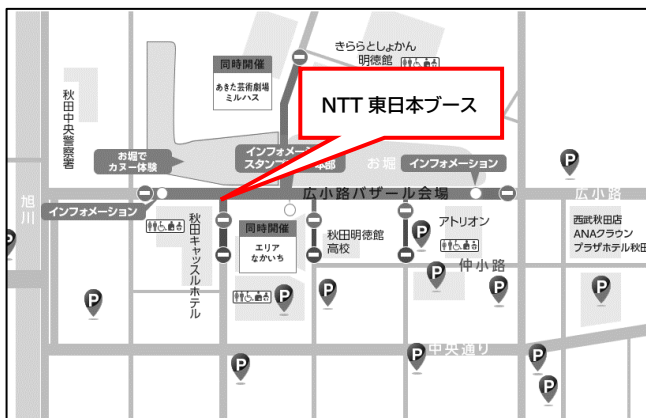 きららとしょかん
明徳館
同時開催
あきた芸術劇場
ミルハス
NTT 東日本ブース
秋田中央警察署
お堀で
カヌー体験
インフォメーシ
スタンプ
本部
お堀
インフォメーション
旭川
広小路バザール会場
広小路
インフォメーション
秋田キャッスルホテル
同時開催
エリア
なかいち
秋田明徳館
高校
アトリオン
仲小路
西武秋田店
ANAクラウン
プラザホテル秋田
中央通り
P
P
P
P
P
P
P
P
P
P
P
P
P